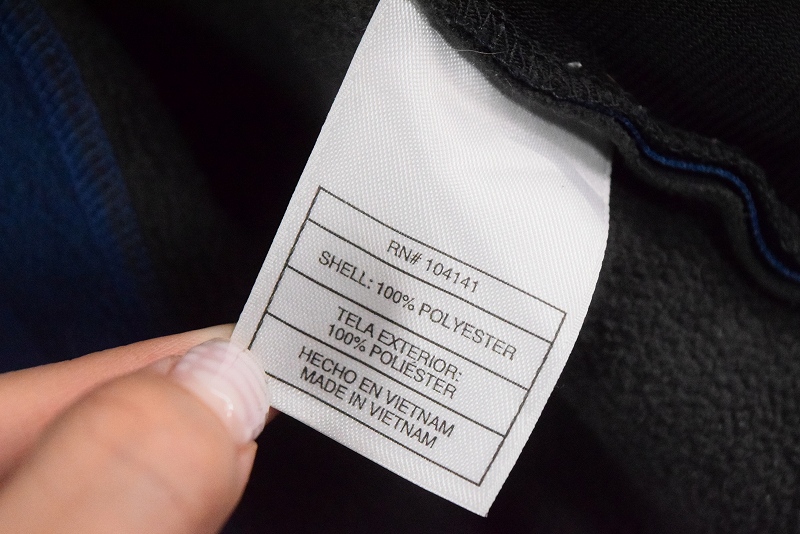 RN# 104141
SHELL: 100% POLYESTER
TELA EXTERIOR:
100% POLIESTER
HECHO EN VIETNAM
MADE IN VIETNAM